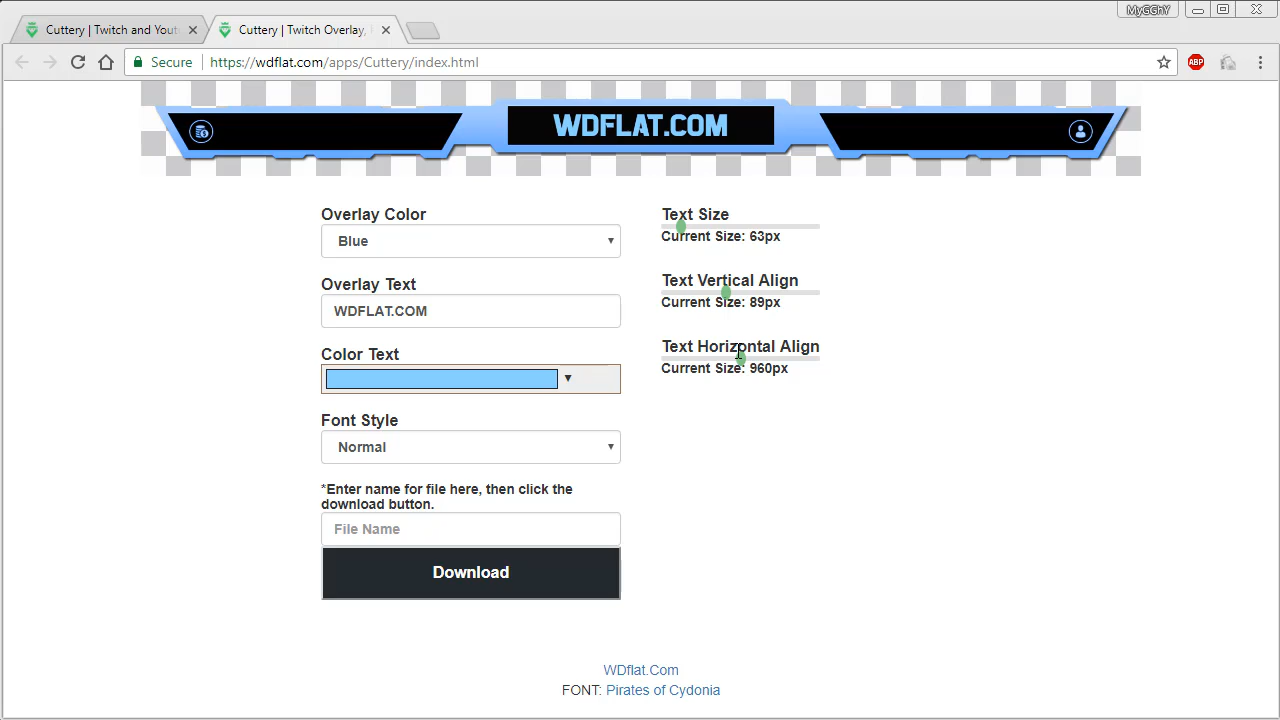 MyGGhY
Cuttery | Twitch and Yout
Cuttery | Twitch Overlay,
Secure
https://wdflat.com/apps/Cuttery/index.html
ABP
WDFLAT.COM
Overlay Color
Blue
Overlay Text
WDFLAT.COM
Color Text
Font Style
Normal
*Enter name for file here, then click the
download button.
File Name
Download
Text Size
Current Size: 63px
Text Vertical Align
Current Size: 89px
Text Horizontal Align
Current Size: 960px
WDflat.Com
FONT: Pirates of Cydonia